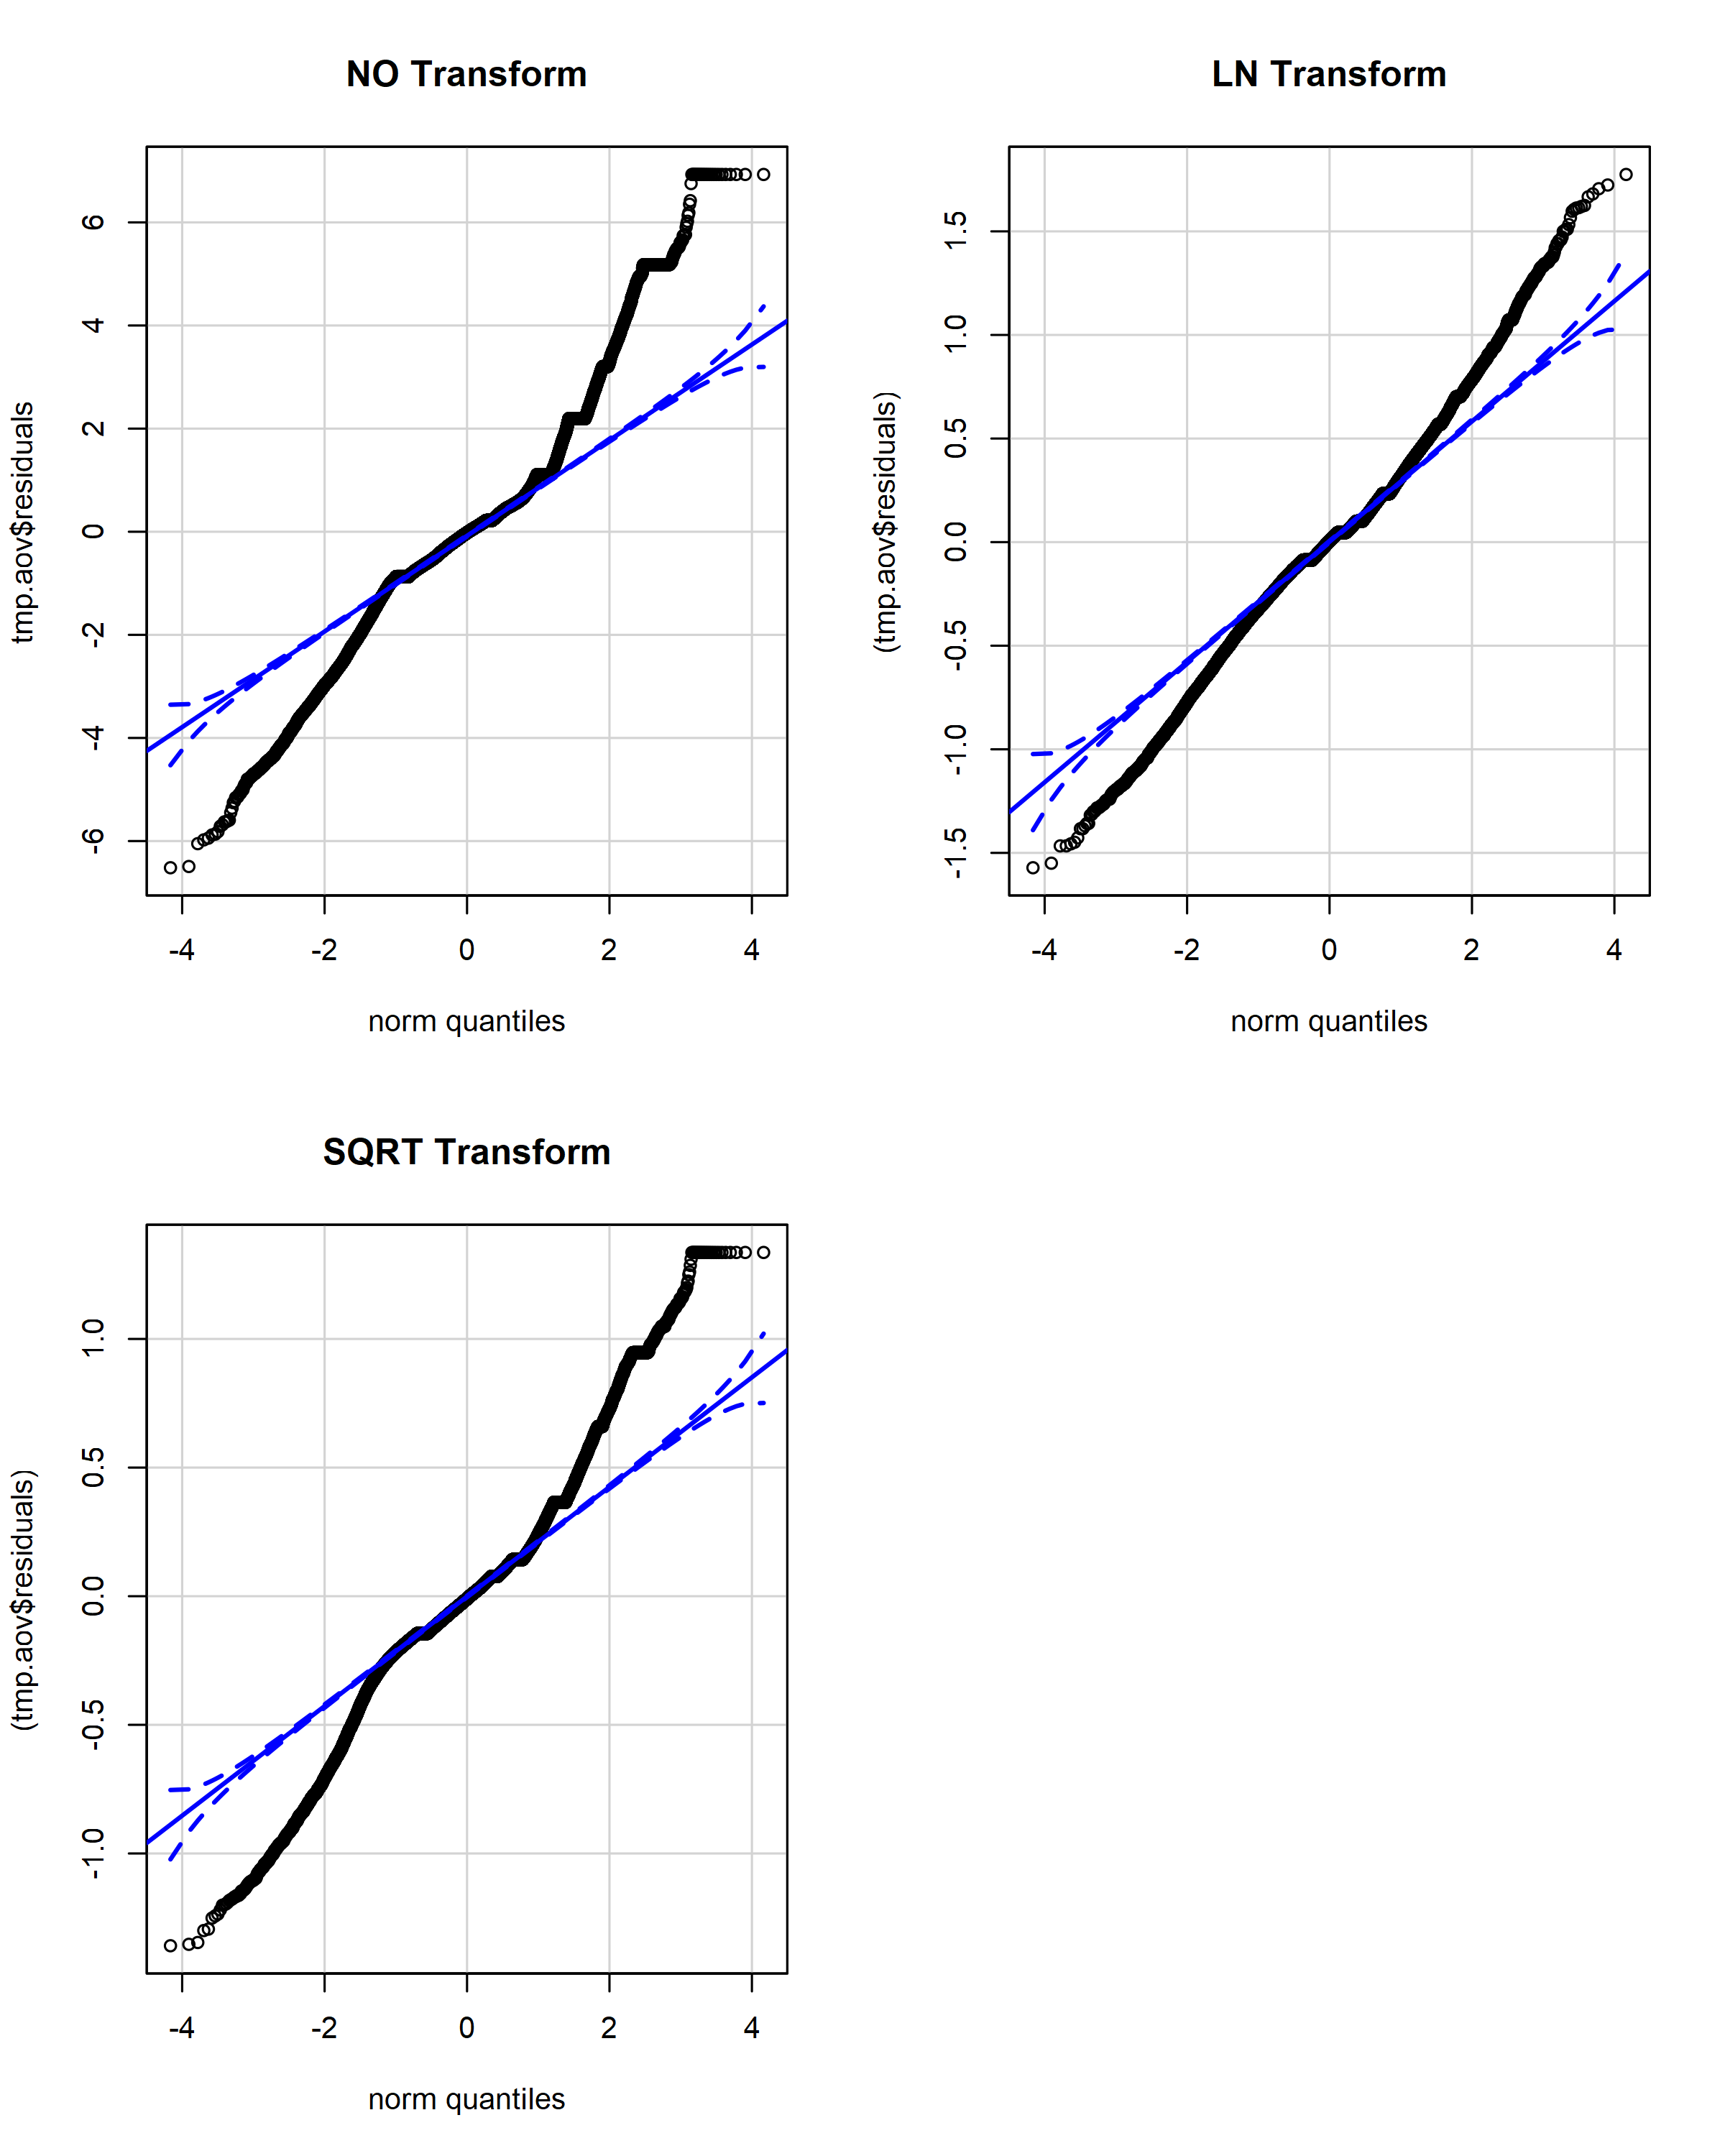 NO Transform
tmp.aov$residuals
6
4
2
0
-2
-4
-6
-4 -2 0 2 4
norm quantiles
LN Transform
(tmp.aov$residuals)
1.5
1.0
0.5
0.0
-0.5
-1.0
-1.5
-4 -2 0 2 4
norm quantiles
SQRT Transform
(tmp.aov$residuals)
1.0
0.5
0.0
-0.5
-1.0
-4 -2 0 2 4
norm quantiles